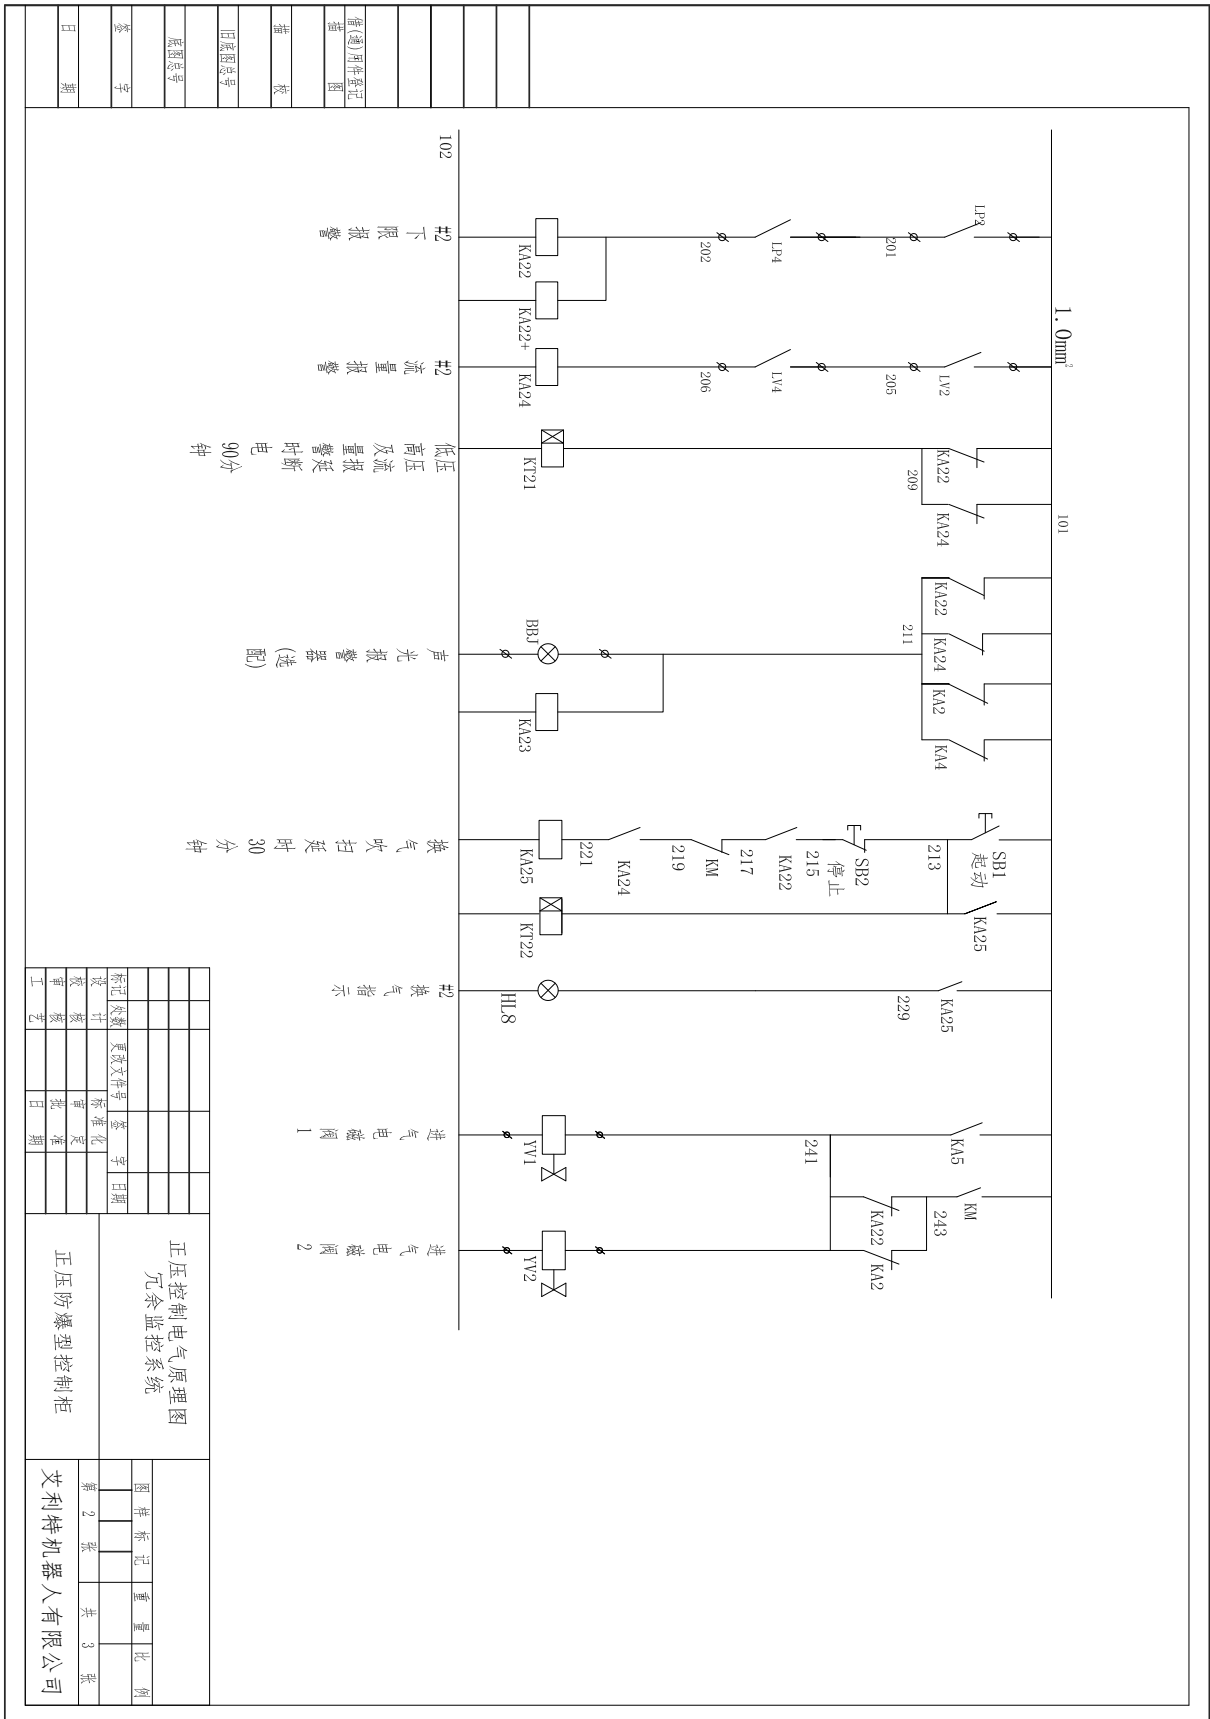 1.0mm²
101
102
LP2
201
LP4
202
KA22
KA22+
#2 下限报警
LV2
205
LV4
206
KA24
#2 流量报警
KA22
KA24
209
KT21
低高及量警时电90分钟
压压流报延断
KA22
KA24
KA2
KA4
211
BBJ
KA23
声光报警器(选配)
SB1
起动
KA25
213
SB2
停止
215
KA22
217
KM
219
KA24
221
KA25
KT22
换气吹扫延时30分钟
KA25
229
HL8
#2 换气指示
KA5
241
KM
243
KA22
KA2
YV1
进气电磁阀1
YV2
进气电磁阀2
借(通)用件登记
描 图
描 校
旧底图总号
底图总号
签 字
日 期
标记 处数 更改文件号 签 字 日期
设 计 标准化
校 核 审 定
审 核 批 准
工 艺 日 期
正压控制电气原理图
冗余监控系统
正压防爆型控制柜
图样标记 重量 比例
第 2 张 共 3 张
艾利特机器人有限公司